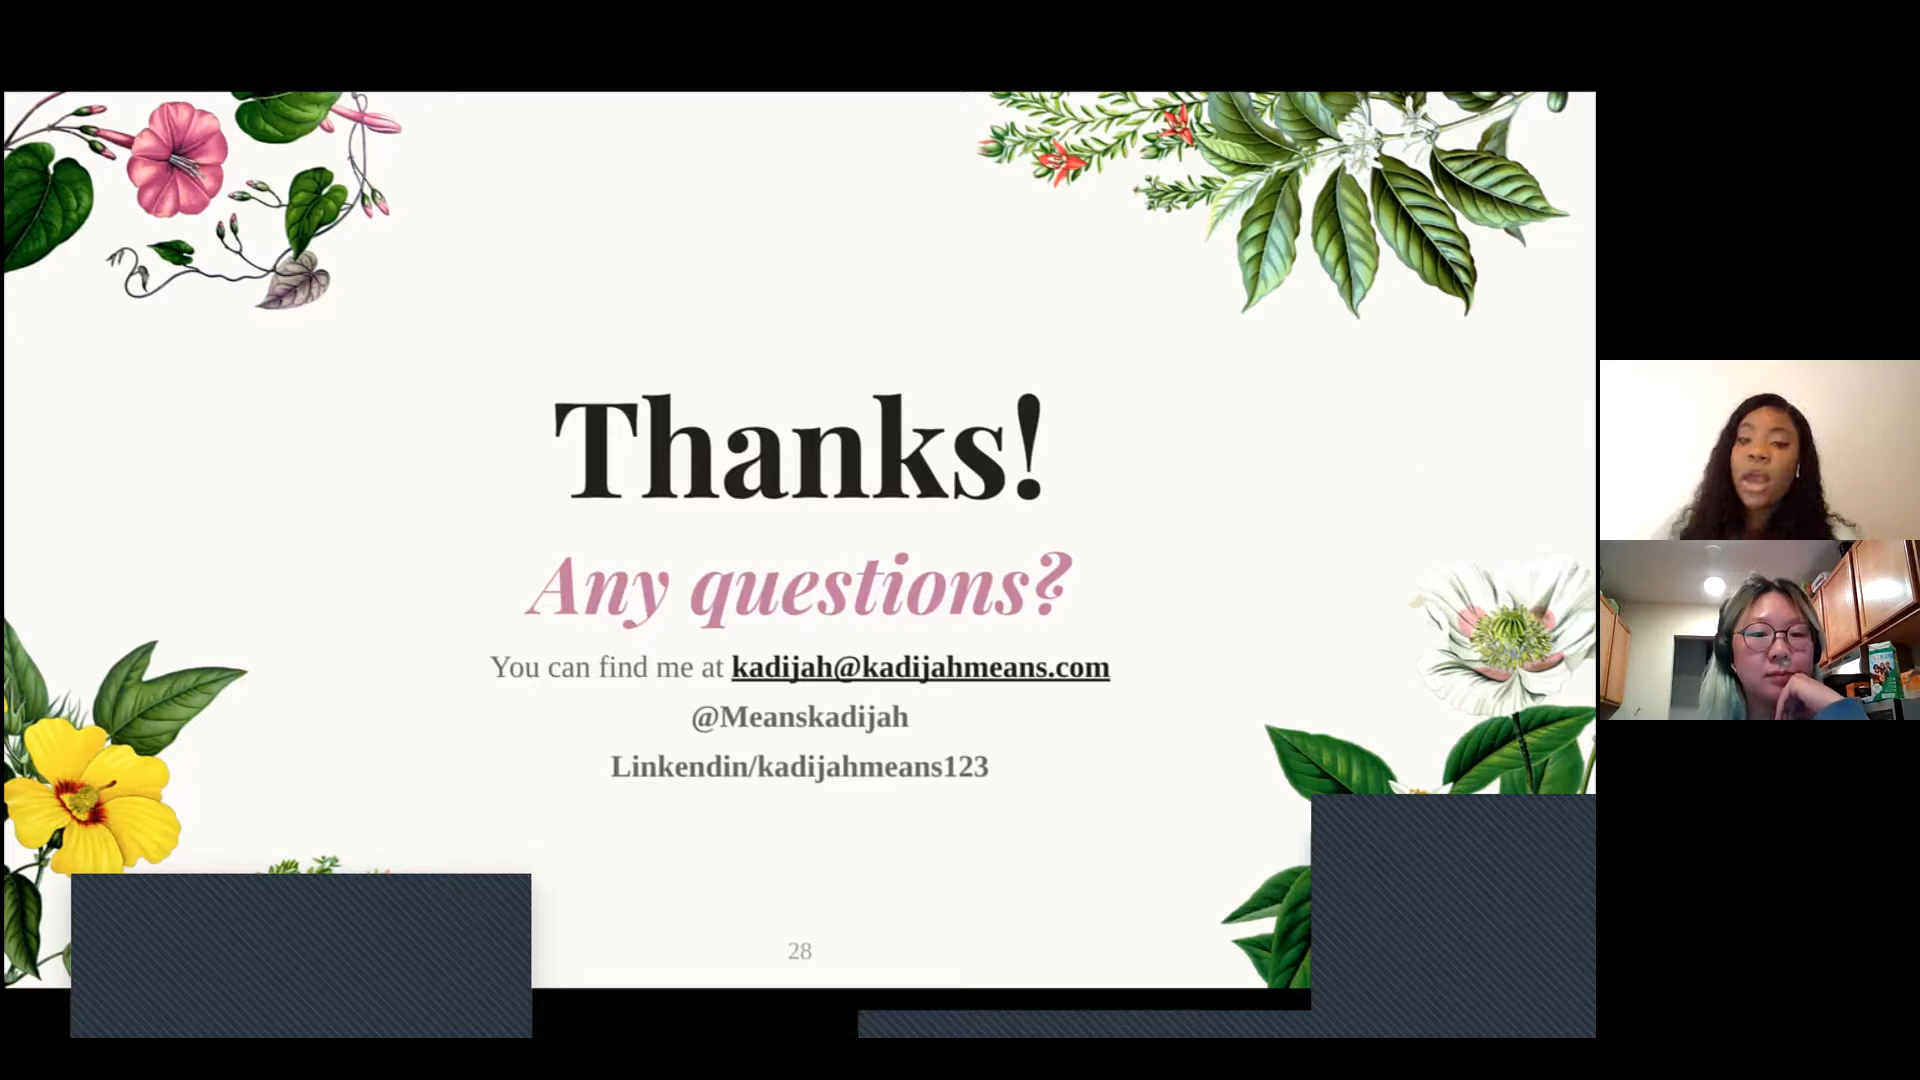 Thanks!
Any questions?
You can find me at kadijah@kadijahmeans.com
@Meanskadijah
Linkendin/kadijahmeans123
28